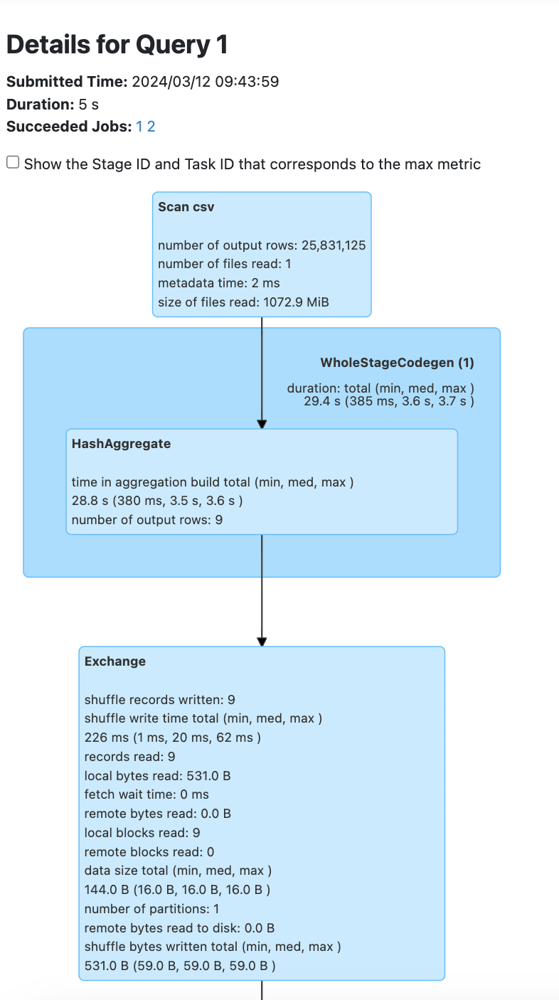 Details for Query 1
Submitted Time: 2024/03/12 09:43:59
Duration: 5 s
Succeeded Jobs: 1 2
Show the Stage ID and Task ID that corresponds to the max metric
Scan csv
number of output rows: 25,831,125
number of files read: 1
metadata time: 2 ms
size of files read: 1072.9 MiB
WholeStageCodegen (1)
duration: total (min, med, max )
29.4 s (385 ms, 3.6 s, 3.7 s )
HashAggregate
time in aggregation build total (min, med, max )
28.8 s (380 ms, 3.5 s, 3.6 s )
number of output rows: 9
Exchange
shuffle records written: 9
shuffle write time total (min, med, max )
226 ms (1 ms, 20 ms, 62 ms )
records read: 9
local bytes read: 531.0 B
fetch wait time: 0 ms
remote bytes read: 0.0 B
local blocks read: 9
remote blocks read: 0
data size total (min, med, max )
144.0 B (16.0 B, 16.0 B, 16.0 B )
number of partitions: 1
remote bytes read to disk: 0.0 B
shuffle bytes written total (min, med, max )
531.0 B (59.0 B, 59.0 B, 59.0 B )